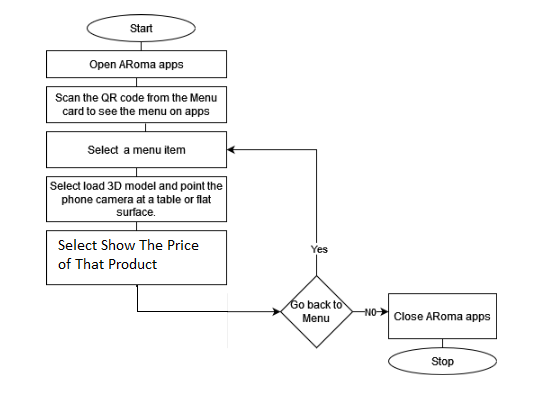 Start
Open ARoma apps
Scan the QR code from the Menu
card to see the menu on apps
Select a menu item
Select load 3D model and point the
phone camera at a table or flat
surface.
Select Show The Price
of That Product
Yes
Go back to
Menu
NO
Close ARoma apps
Stop